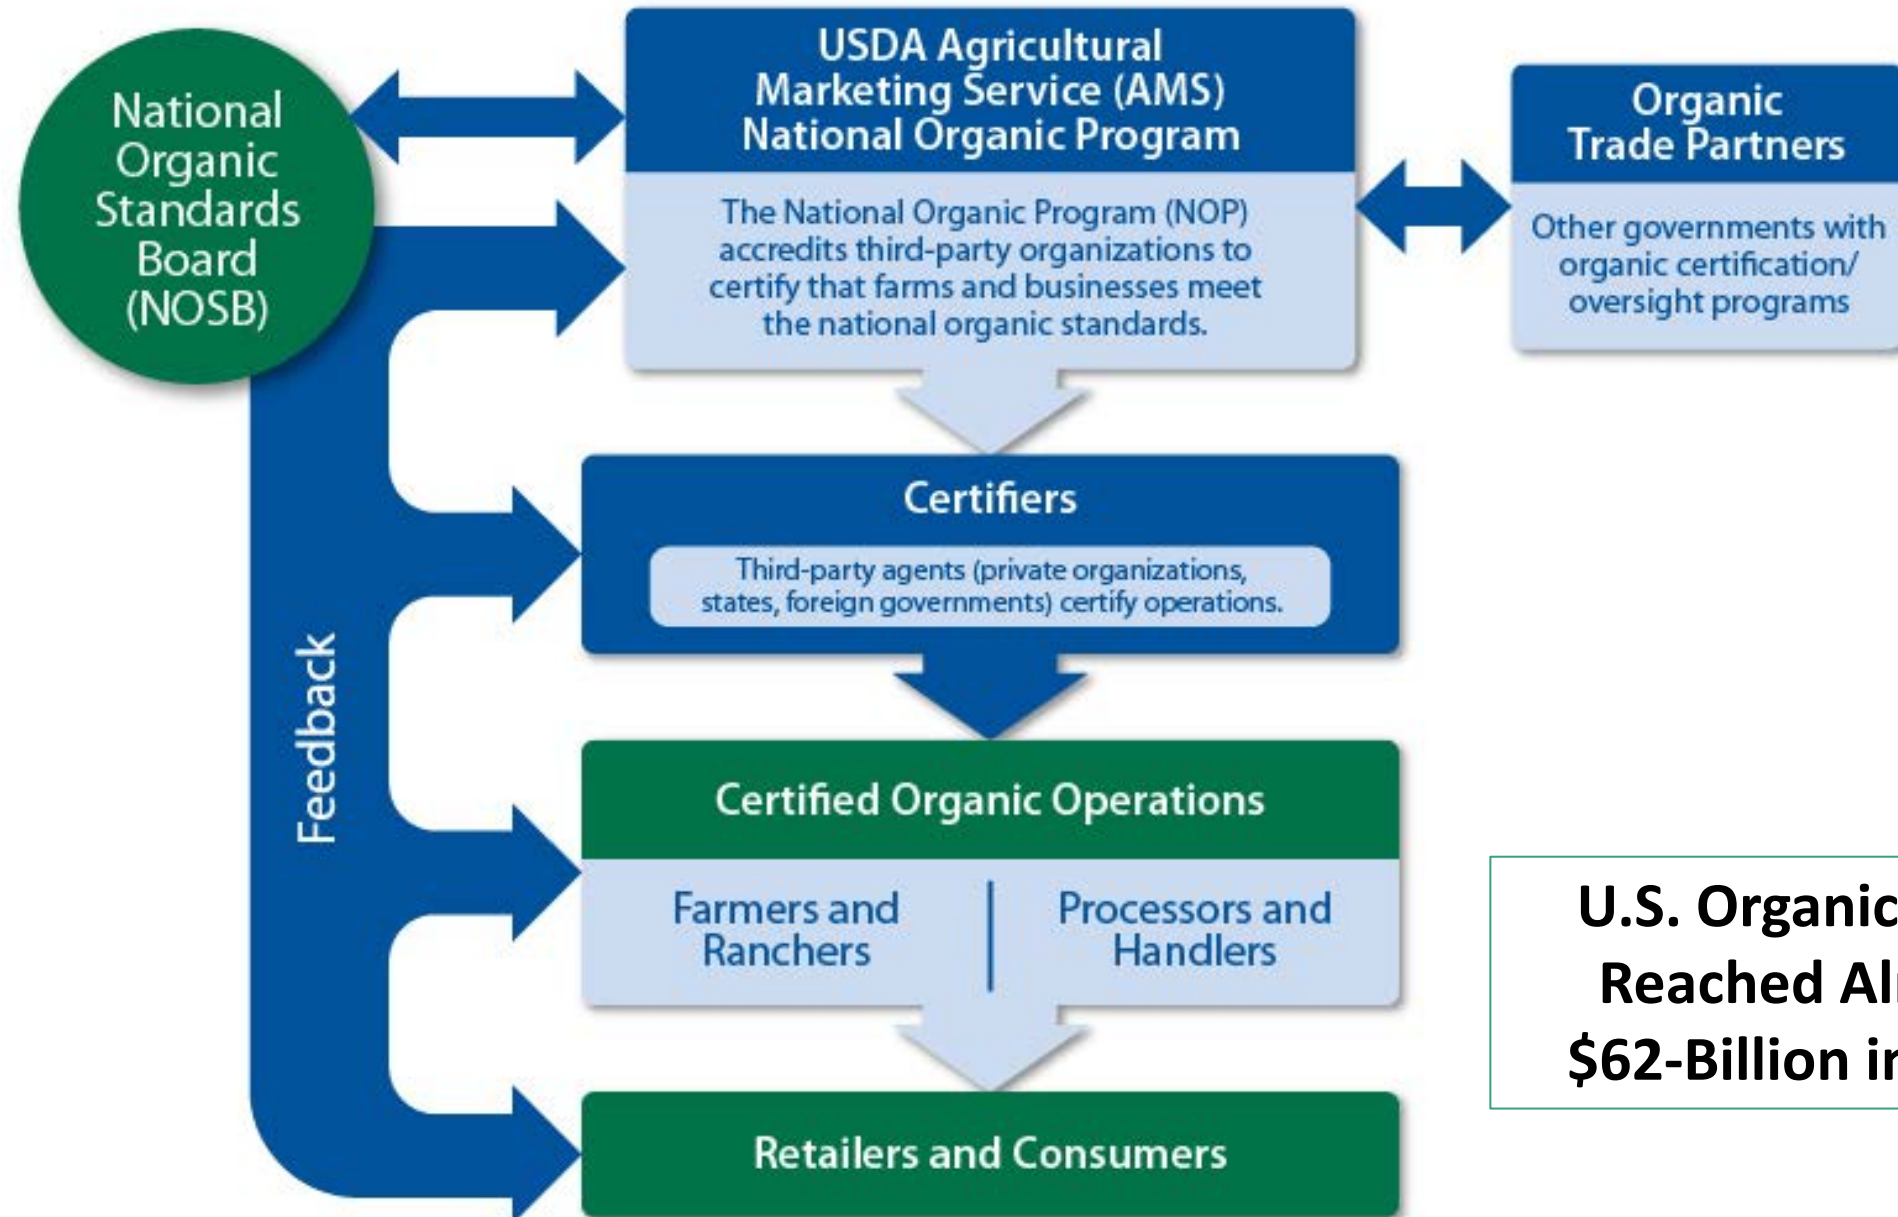 National
Organic
Standards
Board
(NOSB)
USDA Agricultural
Marketing Service (AMS)
National Organic Program
The National Organic Program (NOP)
accredits third-party organizations to
certify that farms and businesses meet
the national organic standards.
Organic
Trade Partners
Other governments with
organic certification/
oversight programs
Certifiers
Third-party agents (private organizations,
states, foreign governments) certify operations.
Feedback
Certified Organic Operations
Farmers and
Ranchers
Processors and
Handlers
U.S. Organic
Reached
$62-Billion
Retailers and Consumers